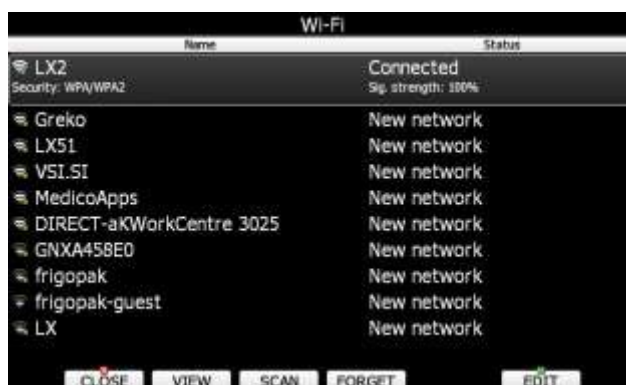 Wi-Fi
Name Status
LX2 Connected
Security: WPA/WPA2 Sig. strength: 100%
Greko New network
LX51 New network
VSI.SI New network
MedicoApps New network
DIRECT-aKWorkCentre 3025 New network
GNXA458E0 New network
frigopak New network
frigopak-guest New network
LX New network
CLOSE VIEW SCAN FORGET EDIT